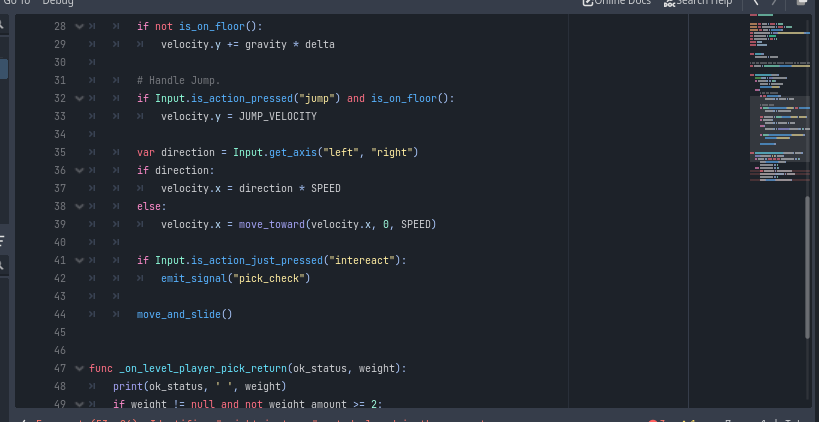 Go To Debug Online Docs Search Help
28 if not is_on_floor():
29 velocity.y += gravity * delta
30
31 # Handle Jump.
32 if Input.is_action_pressed("jump") and is_on_floor():
33 velocity.y = JUMP_VELOCITY
34
35 var direction = Input.get_axis("left", "right")
36 if direction:
37 velocity.x = direction * SPEED
38 else:
39 velocity.x = move_toward(velocity.x, 0, SPEED)
40
41 if Input.is_action_just_pressed("intereact"):
42 emit_signal("pick_check")
43
44 move_and_slide()
45
46
47 func _on_level_player_pick_return(ok_status, weight):
48 print(ok_status, ' ', weight)
49 if weight != null and not weight_amount >= 2: